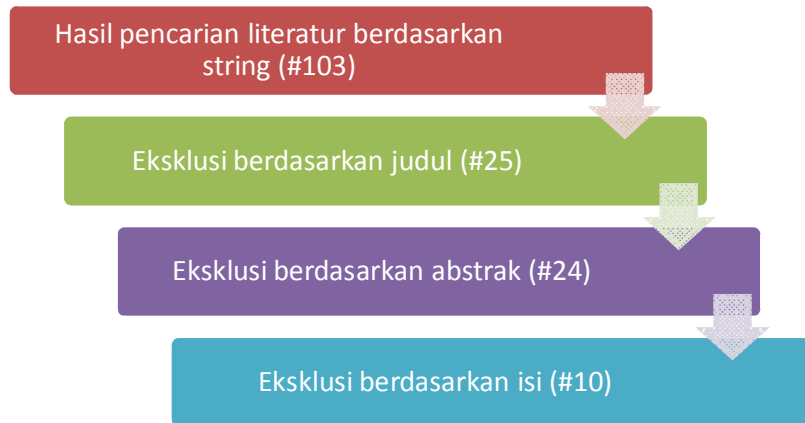 Hasil pencarian literatur berdasarkan
string (#103)
Eksklusi berdasarkan judul (#25)
Eksklusi berdasarkan abstrak (#24)
Eksklusi berdasarkan isi (#10)